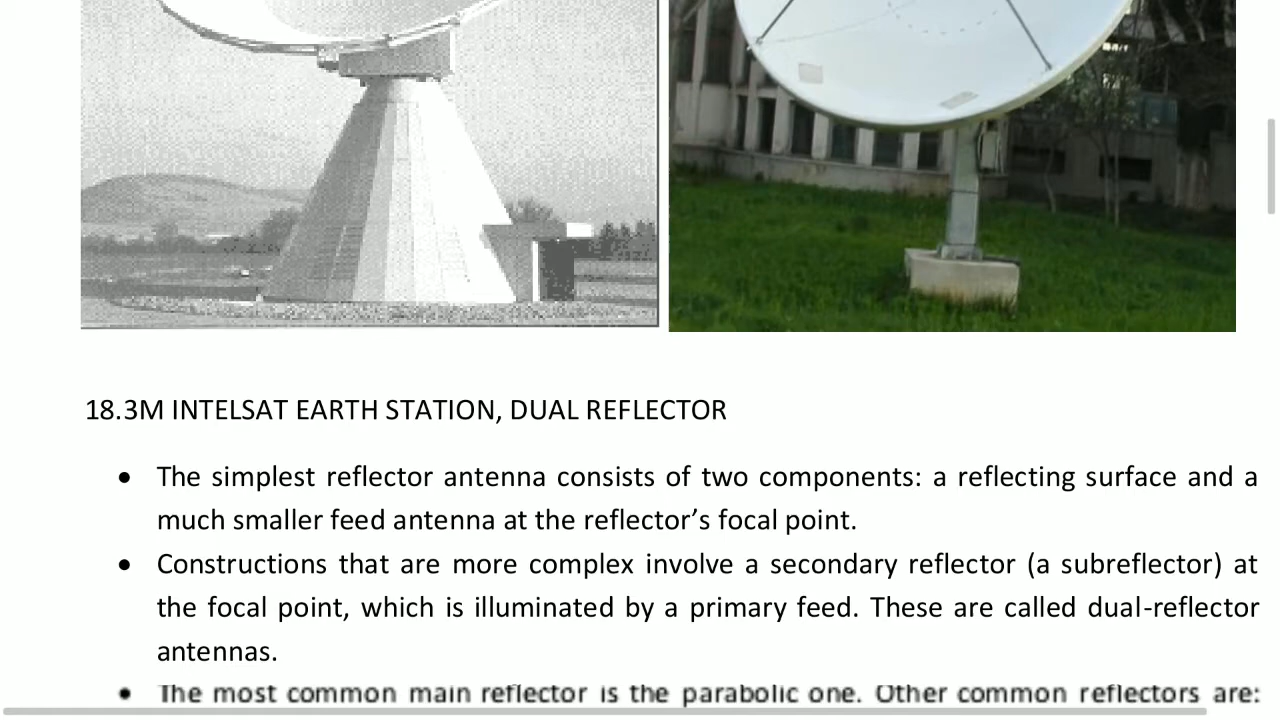 18.3M INTELSAT EARTH STATION, DUAL REFLECTOR
• The simplest reflector antenna consists of two components: a reflecting surface and a
much smaller feed antenna at the reflector’s focal point.
• Constructions that are more complex involve a secondary reflector (a subreflector) at
the focal point, which is illuminated by a primary feed. These are called dual-reflector
antennas.
• The most common main reflector is the parabolic one. Other common reflectors are: